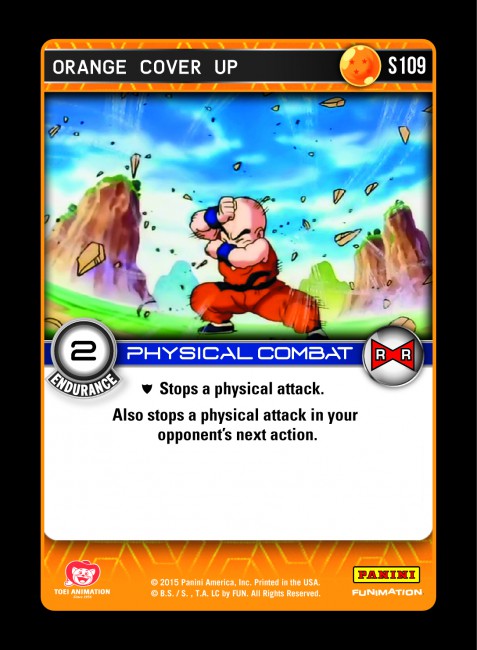 ORANGE COVER UP S109
2 PHYSICAL COMBAT R R
ENDURANCE
Stops a physical attack.
Also stops a physical attack in your
opponent's next action.
TOEI ANIMATION
© 2015 Panini America, Inc. Printed in the USA.
© B.S. / S. , T.A. LC by FUN. All Rights Reserved.
PANINI
FUNIMATION